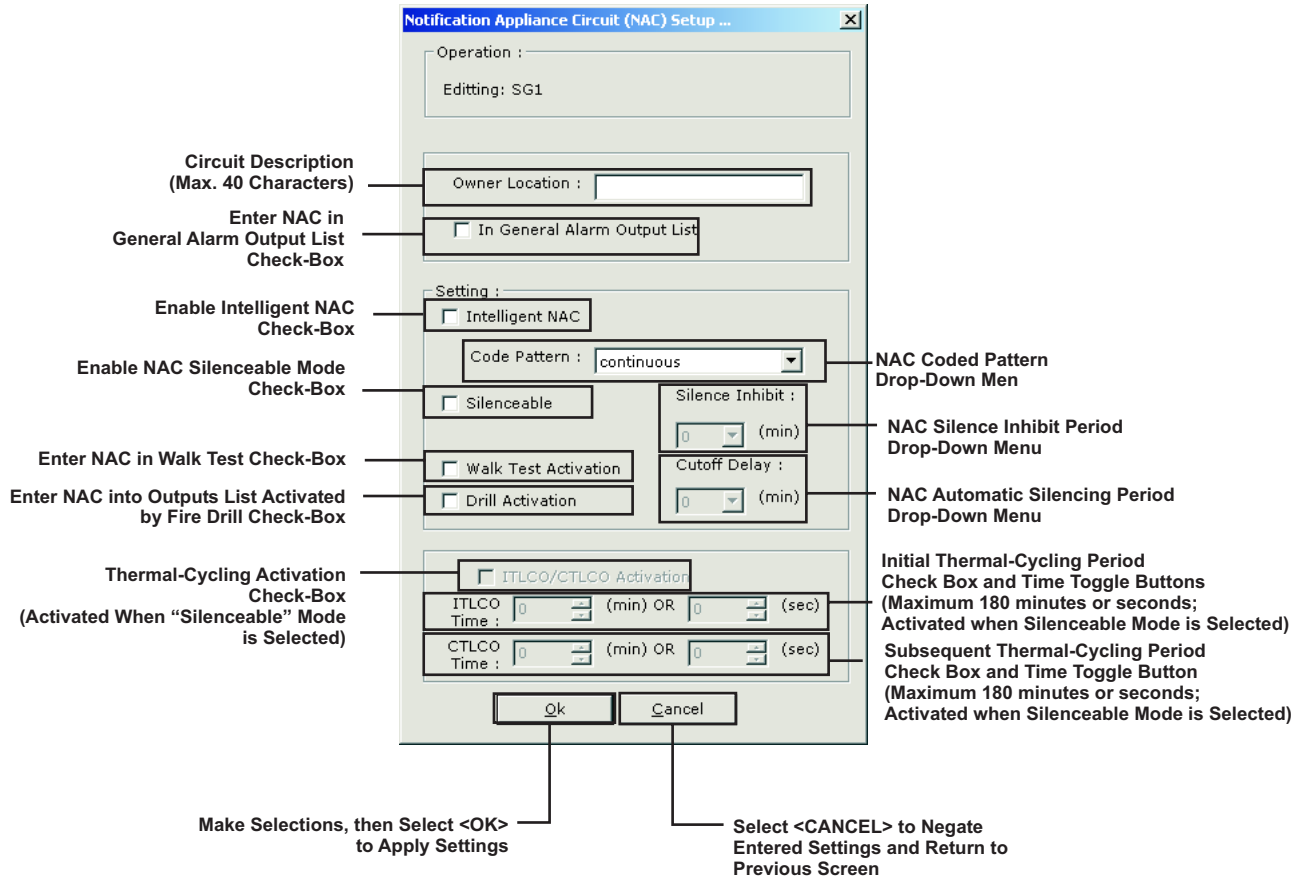 Notification Appliance Circuit (NAC) Setup ...
Operation :
Editting: SG1
Circuit Description
(Max. 40 Characters)
Owner Location :
Enter NAC in
General Alarm Output List
Check-Box
In General Alarm Output List
Setting :
Enable Intelligent NAC
Check-Box
Intelligent NAC
Code Pattern :
continuous
NAC Coded Pattern
Drop-Down Men
Enable NAC Silenceable Mode
Check-Box
Silenceable
Silence Inhibit :
0
(min)
NAC Silence Inhibit Period
Drop-Down Menu
Enter NAC in Walk Test Check-Box
Walk Test Activation
Cutoff Delay :
0
(min)
NAC Automatic Silencing Period
Drop-Down Menu
Enter NAC into Outputs List Activated
by Fire Drill Check-Box
Drill Activation
Thermal-Cycling Activation
Check-Box
(Activated When “Silenceable” Mode
is Selected)
ITLCO/CTLCO Activation
ITLCO
Time :
0
(min) OR
0
(sec)
Initial Thermal-Cycling Period
Check Box and Time Toggle Buttons
(Maximum 180 minutes or seconds;
Activated when Silenceable Mode is Selected)
CTLCO
Time :
0
(min) OR
0
(sec)
Subsequent Thermal-Cycling Period
Check Box and Time Toggle Button
(Maximum 180 minutes or seconds;
Activated when Silenceable Mode is Selected)
Ok
Cancel
Make Selections, then Select <OK>
to Apply Settings
Select <CANCEL> to Negate
Entered Settings and Return to
Previous Screen